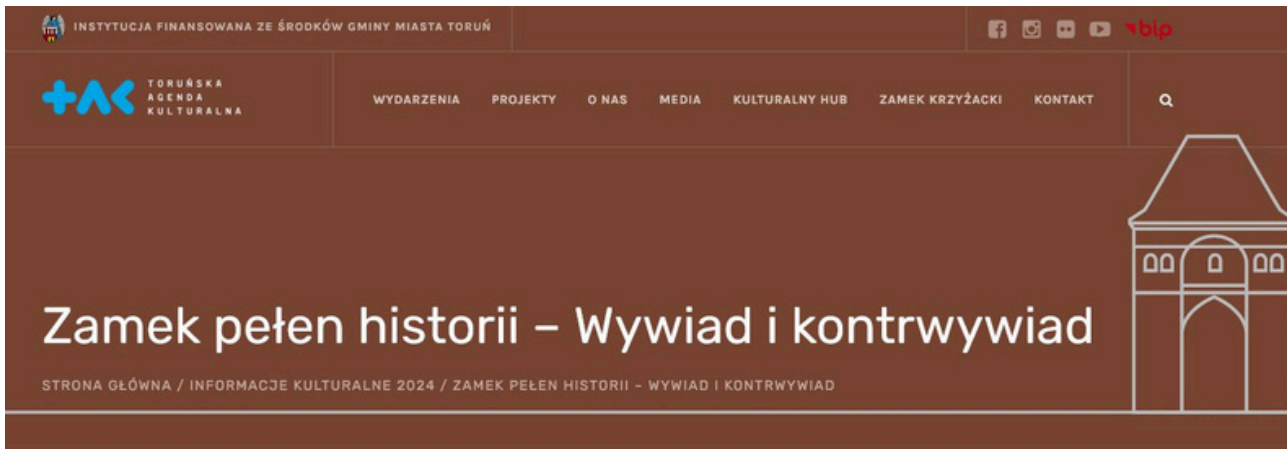 INSTYTUCJA FINANSOWANA ZE ŚRODKÓW GMINY MIASTA TORUŃ
bip
TORUŃSKA
AGENDA
KULTURALNA
WYDARZENIA PROJEKTY O NAS MEDIA KULTURALNY HUB ZAMEK KRZYŻACKI KONTAKT
Zamek pełen historii – Wywiad i kontrwywiad
STRONA GŁÓWNA / INFORMACJE KULTURALNE 2024 / ZAMEK PEŁEN HISTORII – WYWIAD I KONTRWYWIAD